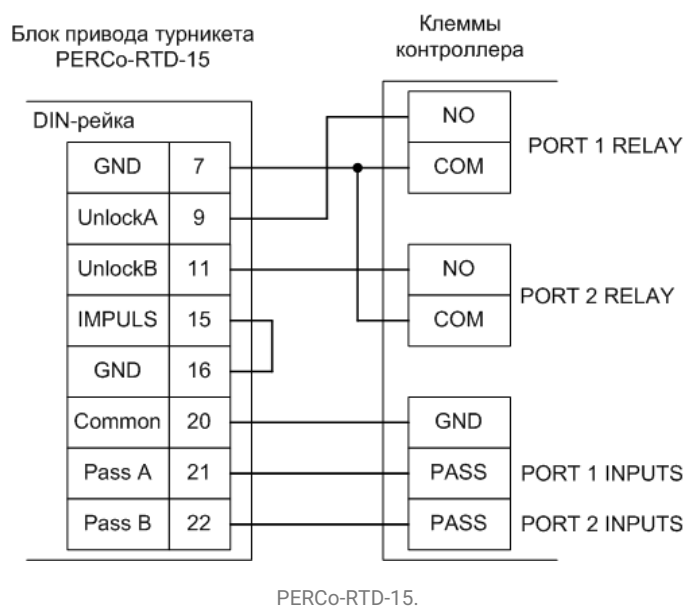 Блок привода турникета
PERCo-RTD-15
Клеммы
контроллера
DIN-рейка
GND 7
UnlockA 9
UnlockB 11
IMPULS 15
GND 16
Common 20
Pass A 21
Pass B 22
NO
COM
PORT 1 RELAY
NO
COM
PORT 2 RELAY
GND
PASS PORT 1 INPUTS
PASS PORT 2 INPUTS
PERCo-RTD-15.